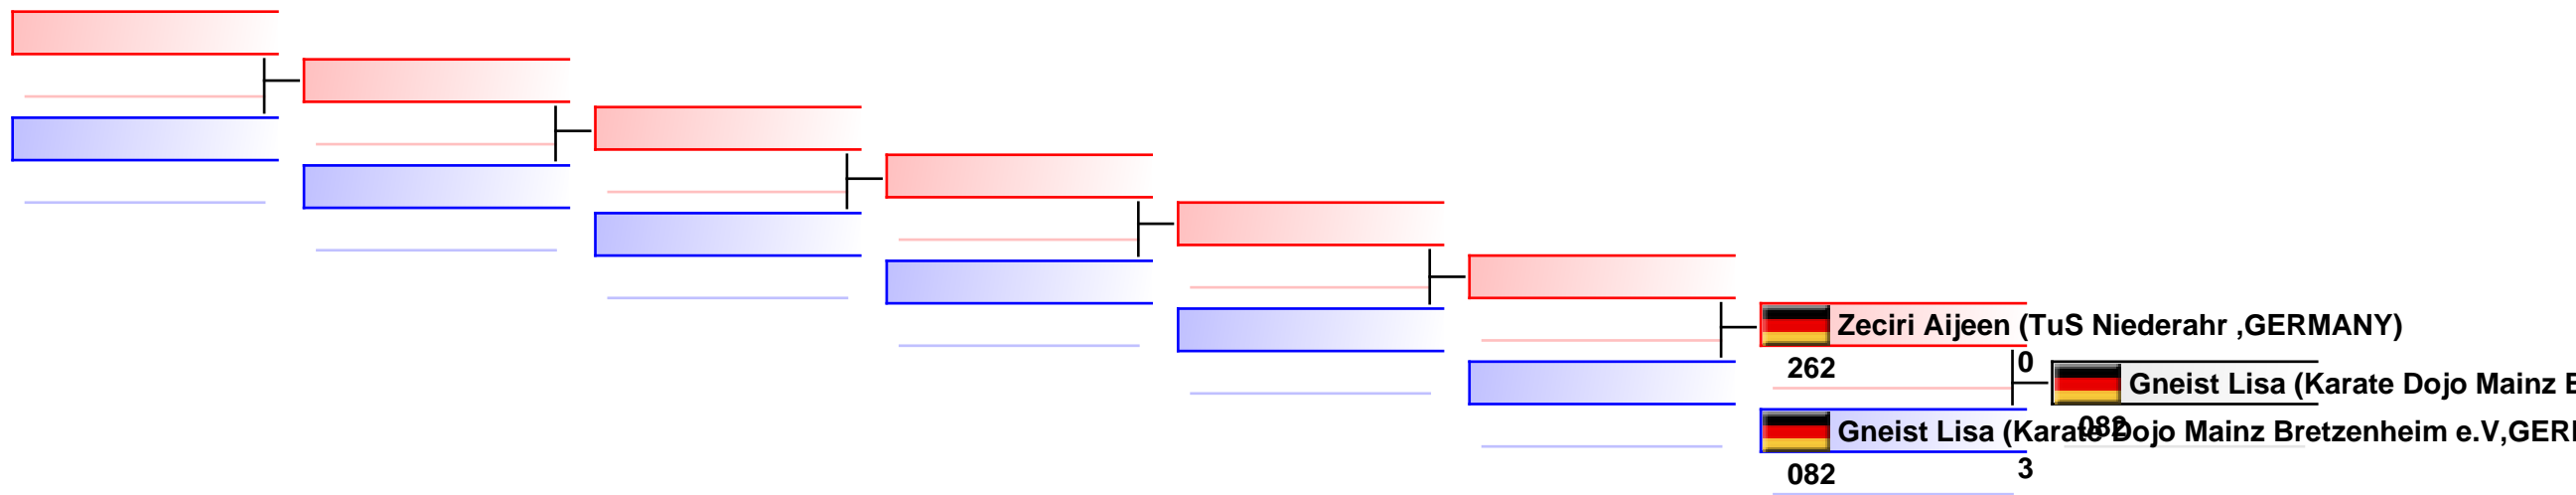 Zeciri Aijeen (TuS Niederahr ,GERMANY)
262
0
Gneist Lisa (Karate Dojo Mainz
082
Gneist Lisa (Karate Dojo Mainz Bretzenheim e.V,GER
082
3